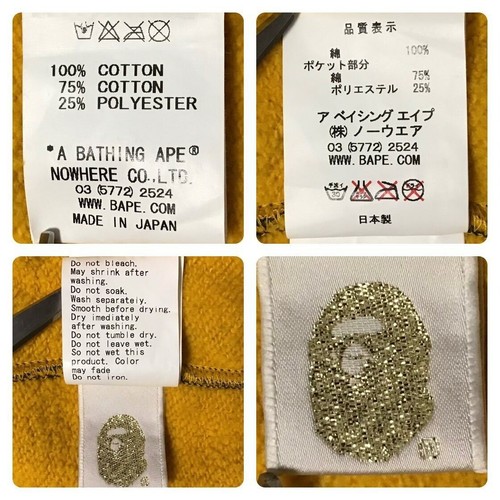 100% COTTON
75% COTTON
25% POLYESTER
*A BATHING APE®
NOWHERE CO.,LTD.
03 (5772) 2524
WWW.BAPE.COM
MADE IN JAPAN
品質表示
綿 100%
ポケット部分
綿 75%
ポリエステル 25%
ア ベイシング エイプ
(株) ノーウエア
03 (5772) 2524
WWW.BAPE.COM
日本製
Do not bleach.
May shrink after
washing.
Do not soak.
Wash separateiy.
Smooth before drying.
Dry imediately
after washing.
Do not tumble dry.
Do not leave wet.
So not wet this
product. Color
may fade
Do not iron.